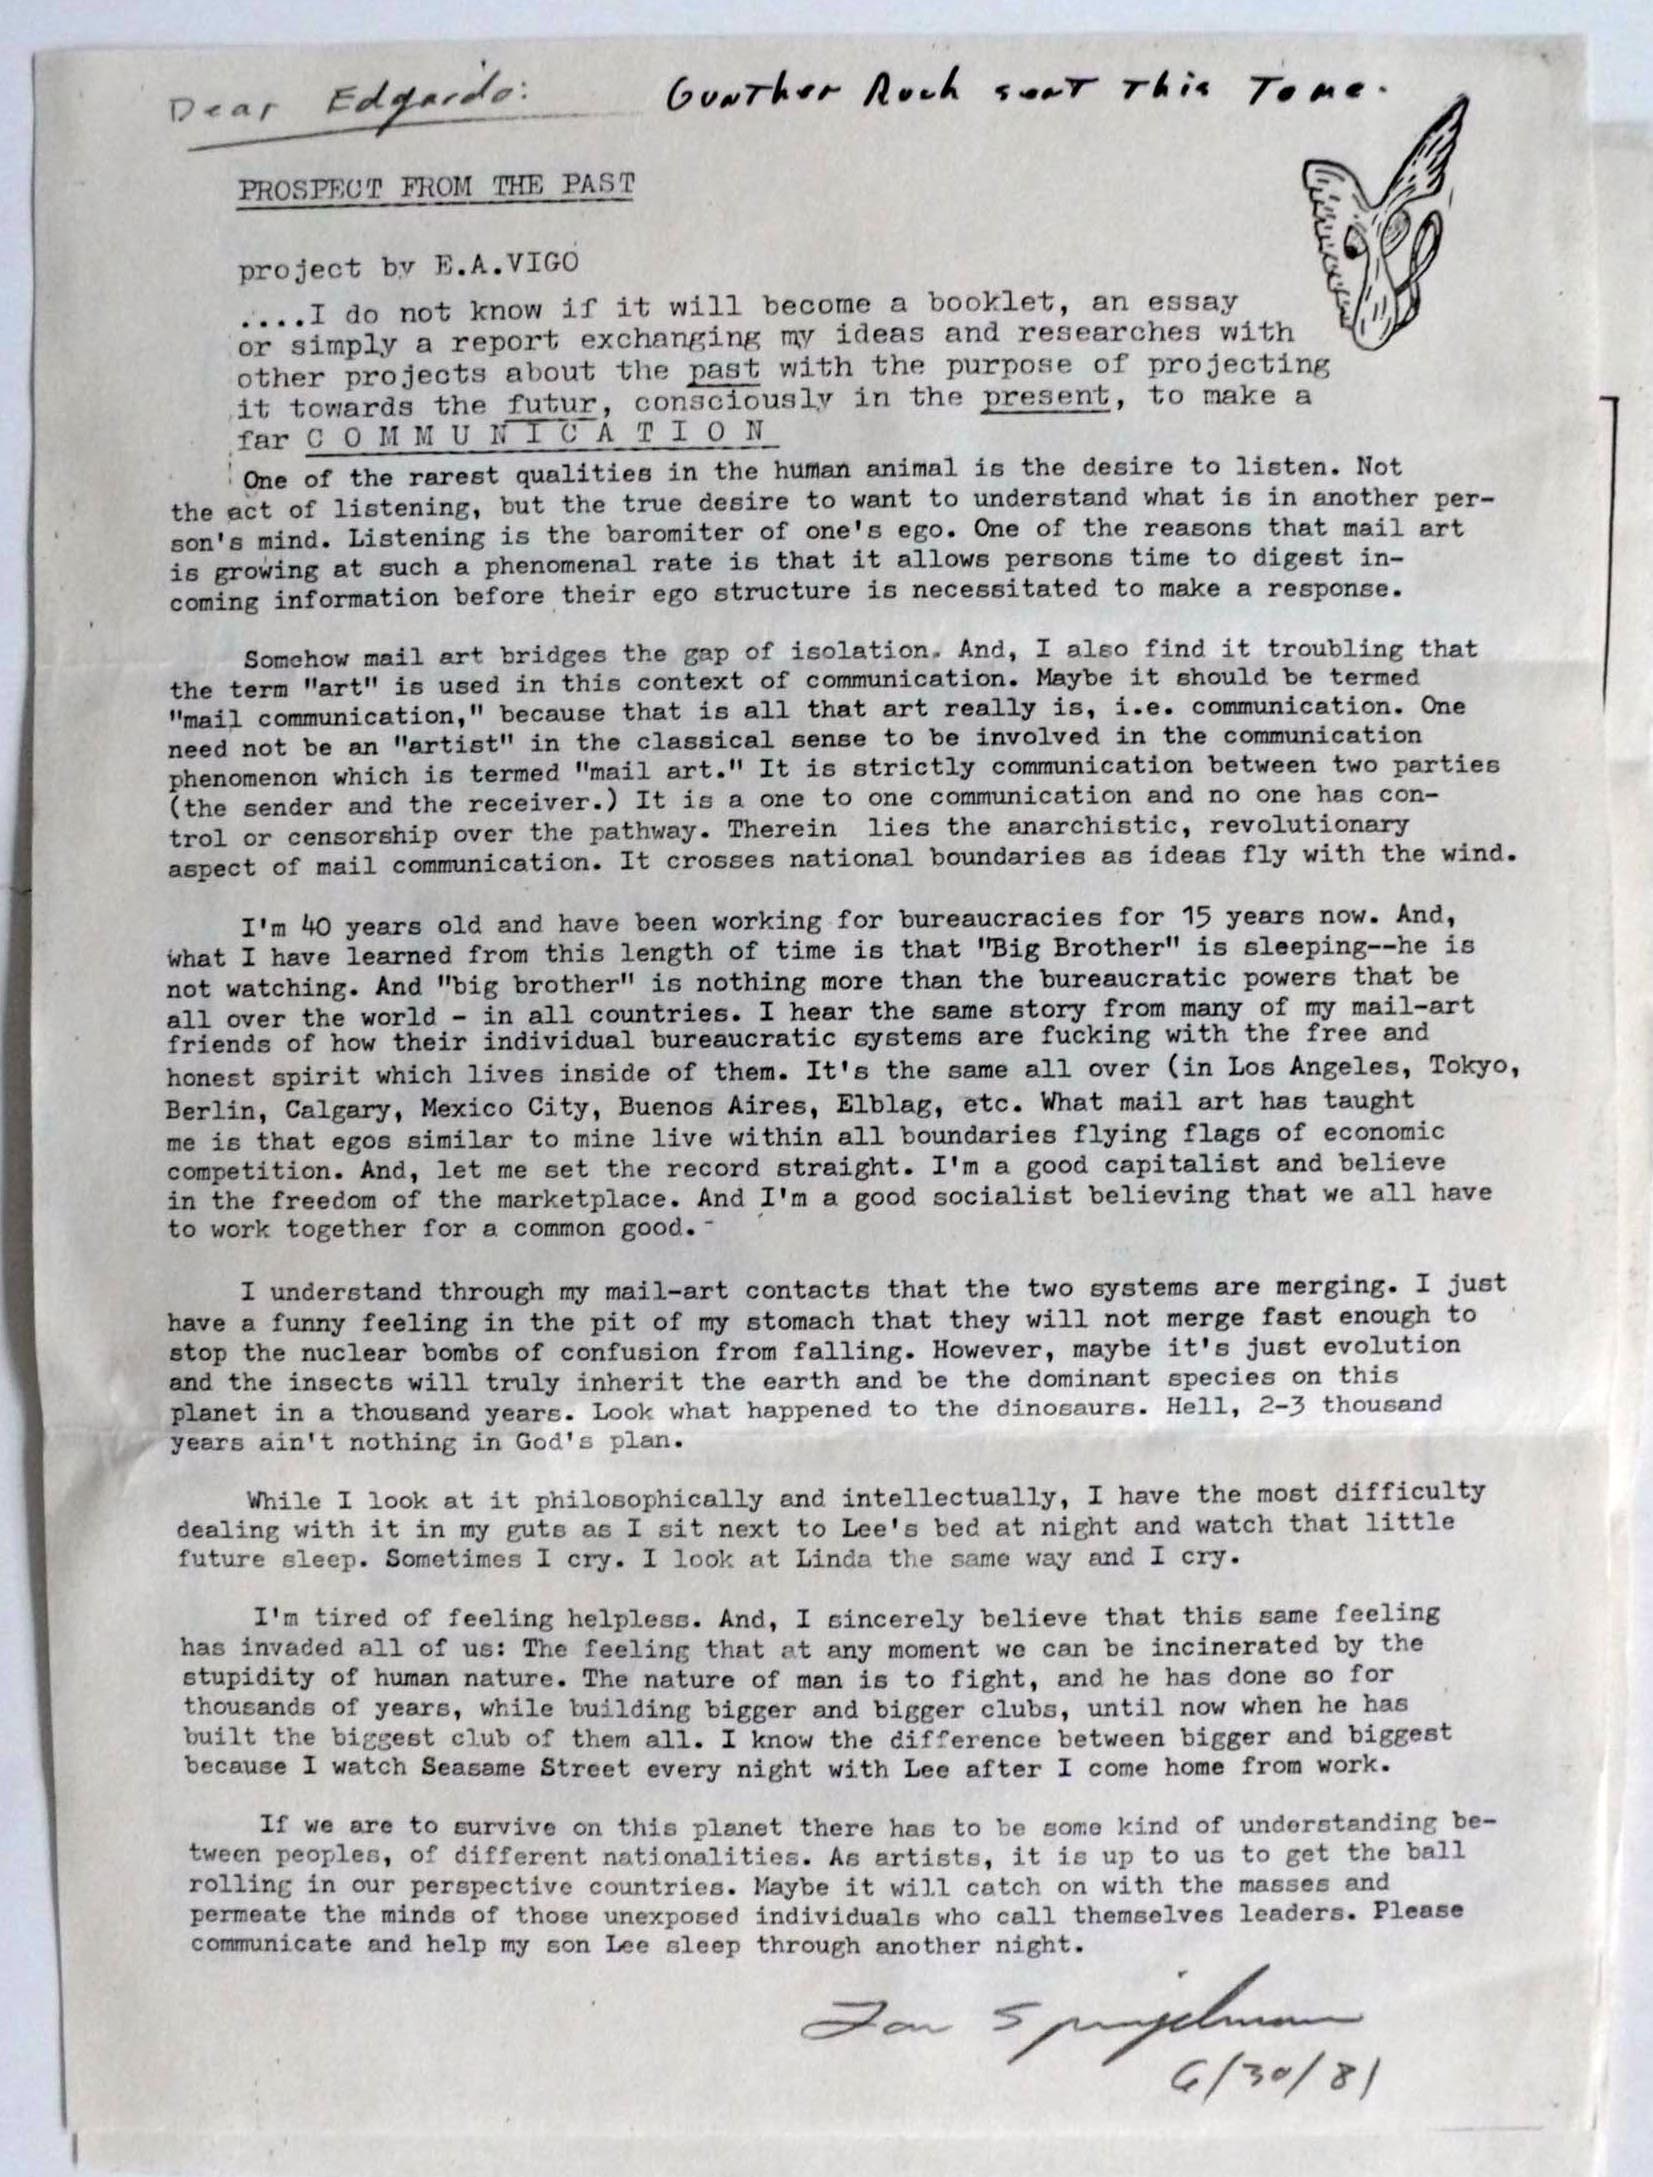 Dear Edgardo: Gunther Ruch sent This To me.
PROSPECT FROM THE PAST
project by E.A.VIGO
....I do not know if it will become a booklet, an essay
or simply a report exchanging my ideas and researches with
other projects about the past with the purpose of projecting
it towards the futur, consciously in the present, to make a
far C O M M U N I C A T I O N
One of the rarest qualities in the human animal is the desire to listen. Not
the act of listening, but the true desire to want to understand what is in another per-
son's mind. Listening is the baromiter of one's ego. One of the reasons that mail art
is growing at such a phenomenal rate is that it allows persons time to digest in-
coming information before their ego structure is necessitated to make a response.
Somehow mail art bridges the gap of isolation. And, I also find it troubling that
the term "art" is used in this context of communication. Maybe it should be termed
"mail communication," because that is all that art really is, i.e. communication. One
need not be an "artist" in the classical sense to be involved in the communication
phenomenon which is termed "mail art." It is strictly communication between two parties
(the sender and the receiver.) It is a one to one communication and no one has con-
trol or censorship over the pathway. Therein lies the anarchistic, revolutionary
aspect of mail communication. It crosses national boundaries as ideas fly with the wind.
I'm 40 years old and have been working for bureaucracies for 15 years now. And,
what I have learned from this length of time is that "Big Brother" is sleeping--he is
not watching. And "big brother" is nothing more than the bureaucratic powers that be
all over the world - in all countries. I hear the same story from many of my mail-art
friends of how their individual bureaucratic systems are fucking with the free and
honest spirit which lives inside of them. It's the same all over (in Los Angeles, Tokyo,
Berlin, Calgary, Mexico City, Buenos Aires, Elblag, etc. What mail art has taught
me is that egos similar to mine live within all boundaries flying flags of economic
competition. And, let me set the record straight. I'm a good capitalist and believe
in the freedom of the marketplace. And I'm a good socialist believing that we all have
to work together for a common good.-
I understand through my mail-art contacts that the two systems are merging. I just
have a funny feeling in the pit of my stomach that they will not merge fast enough to
stop the nuclear bombs of confusion from falling. However, maybe it's just evolution
and the insects will truly inherit the earth and be the dominant species on this
planet in a thousand years. Look what happened to the dinosaurs. Hell, 2-3 thousand
years ain't nothing in God's plan.
While I look at it philosophically and intellectually, I have the most difficulty
dealing with it in my guts as I sit next to Lee's bed at night and watch that little
future sleep. Sometimes I cry. I look at Linda the same way and I cry.
I'm tired of feeling helpless. And, I sincerely believe that this same feeling
has invaded all of us: The feeling that at any moment we can be incinerated by the
stupidity of human nature. The nature of man is to fight, and he has done so for
thousands of years, while building bigger and bigger clubs, until now when he has
built the biggest club of them all. I know the difference between bigger and biggest
because I watch Seasame Street every night with Lee after I come home from work.
If we are to survive on this planet there has to be some kind of understanding be-
tween peoples, of different nationalities. As artists, it is up to us to get the ball
rolling in our perspective countries. Maybe it will catch on with the masses and
permeate the minds of those unexposed individuals who call themselves leaders. Please
communicate and help my son Lee sleep through another night.
Lon Spiegelman
6/30/81